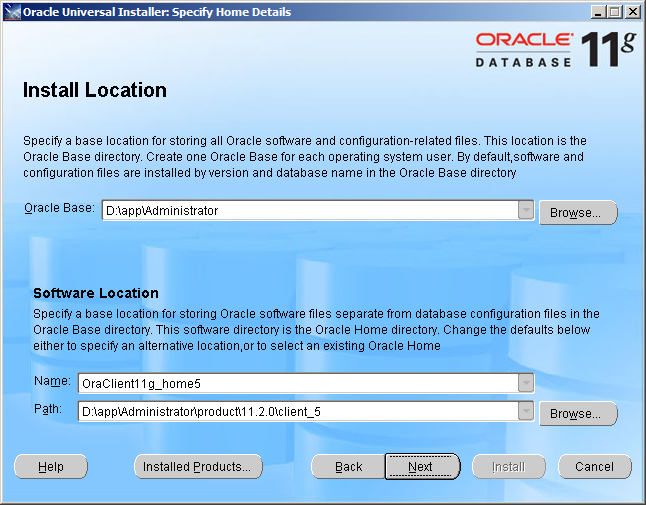 Oracle Universal Installer: Specify Home Details
ORACLE
DATABASE 11g
Install Location
Specify a base location for storing all Oracle software and configuration-related files. This location is the
Oracle Base directory. Create one Oracle Base for each operating system user. By default,software and
configuration files are installed by version and database name in the Oracle Base directory
Oracle Base: D:\app\Administrator Browse...
Software Location
Specify a base location for storing Oracle software files separate from database configuration files in the
Oracle Base directory. This software directory is the Oracle Home directory. Change the defaults below
either to specify an alternative location,or to select an existing Oracle Home
Name: OraClient11g_home5
Path: D:\app\Administrator\product\11.2.0\client_5 Browse...
Help Installed Products... Back Next Install Cancel